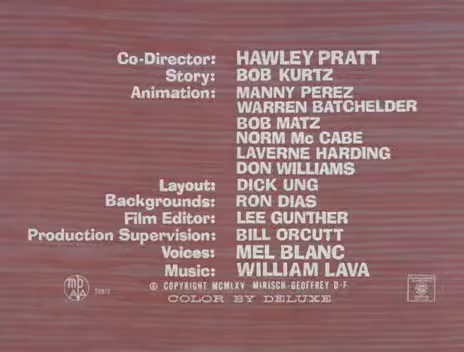 Co-Director: HAWLEY PRATT
Story: BOB KURTZ
Animation: MANNY PEREZ
WARREN BATCHELDER
BOB MATZ
NORM Mc CABE
LAVERNE HARDING
DON WILLIAMS
Layout: DICK UNG
Backgrounds: RON DIAS
Film Editor: LEE GUNTHER
Production Supervision: BILL ORCUTT
Voices: MEL BLANC
Music: WILLIAM LAVA
© COPYRIGHT MCMLXV - MIRISCH-GEOFFREY D-F
COLOR BY DELUXE